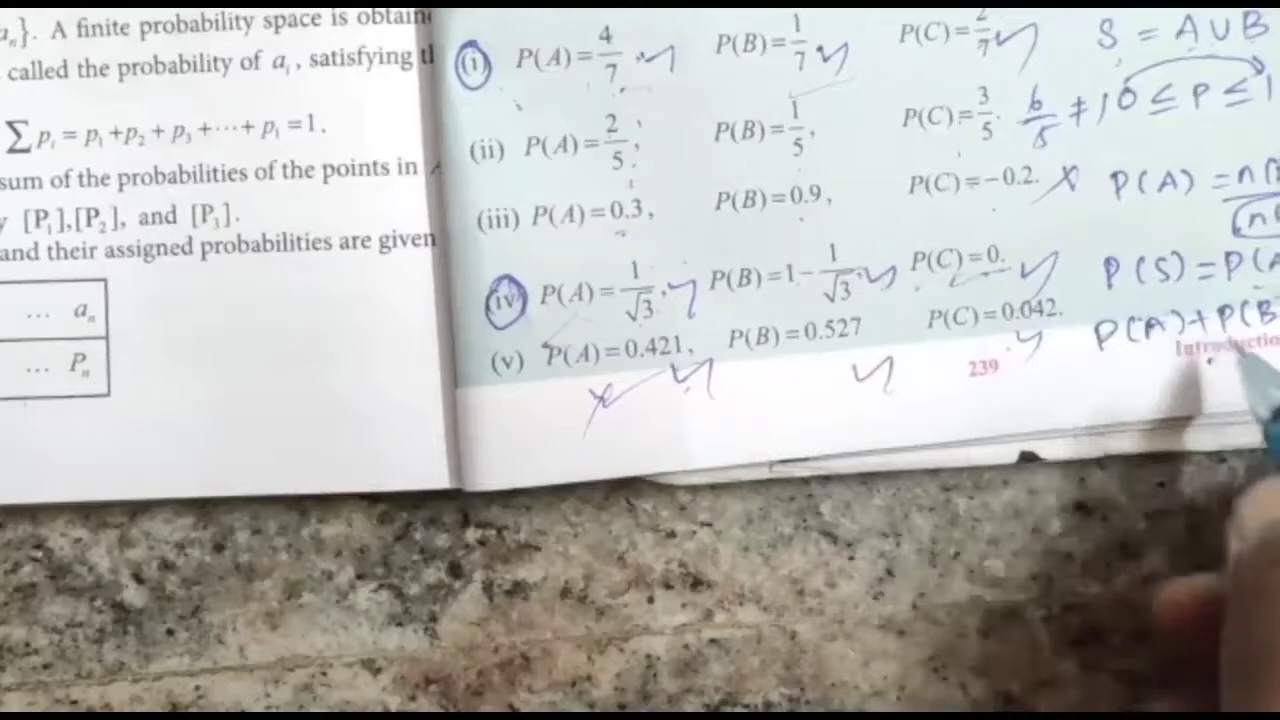 }. A finite probability space is
called the probability of aᵢ, satisfying
∑ pᵢ = p₁ + p₂ + p₃ + ⋯ + p₁ = 1.
sum of the probabilities of the points in
[P₁],[P₂], and [P₃].
and their assigned probabilities are given
... aₙ
... Pₙ
(i) P(A)=4/7, P(B)=1/7 P(C)=2/7 S = A U B
(ii) P(A)=2/5, P(B)=1/5, P(C)=3/5. 6/5 ≠ 1 0 ≤ P ≤ 1
(iii) P(A)=0.3, P(B)=0.9, P(C)=−0.2. x P(A) =
(iv) P(A)=1/√3, P(B)=1−1/√3, P(C)=0. P(S) =
(v) P(A)=0.421, P(B)=0.527 P(C)=0.042. P(A)+P(B
239